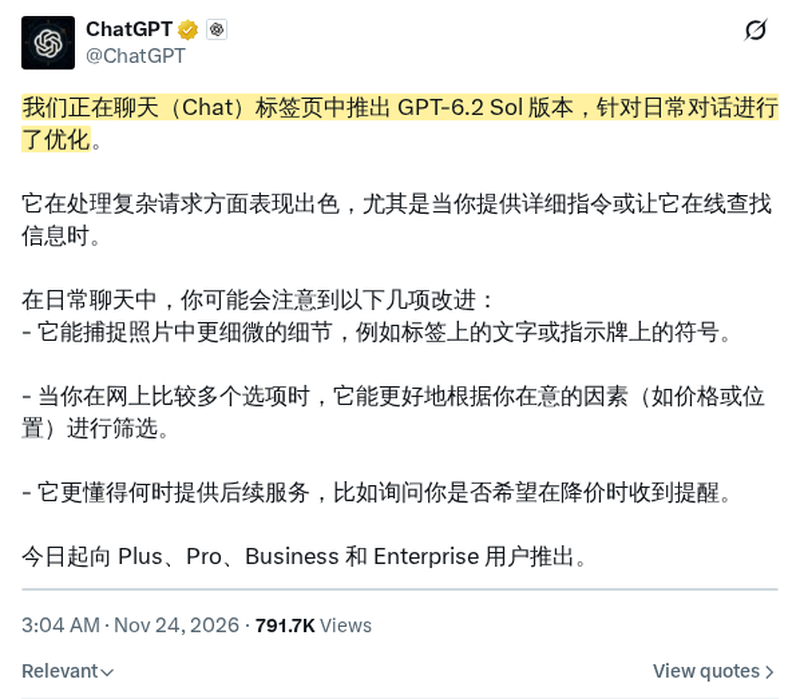 ChatGPT
@ChatGPT
我们正在聊天（Chat）标签页中推出 GPT-6.2 Sol 版本，针对日常对话进行
了优化。
它在处理复杂请求方面表现出色，尤其是当你提供详细指令或让它在线查找
信息时。
在日常聊天中，你可能会注意到以下几项改进：
- 它能捕捉照片中更细微的细节，例如标签上的文字或指示牌上的符号。
- 当你在网上比较多个选项时，它能更好地根据你在意的因素（如价格或位
置）进行筛选。
- 它更懂得何时提供后续服务，比如询问你是否希望在降价时收到提醒。
今日起向 Plus、Pro、Business 和 Enterprise 用户推出。
3:04 AM · Nov 24, 2026 · 791.7K Views
Relevant
View quotes